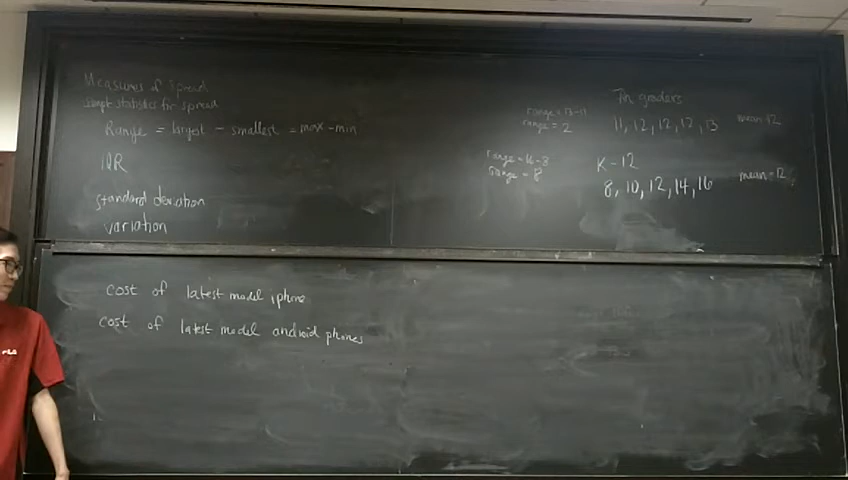 Measures of Spread
sample statistics for spread
Range = largest - smallest = max - min
IQR
standard deviation
variation
range = 13-11
range = 2
7th graders
11, 12, 12, 12, 13
mean=12
range = 16-8
range = 8
K-12
8, 10, 12, 14, 16
mean=12
cost of latest model iphone
cost of latest model android phones